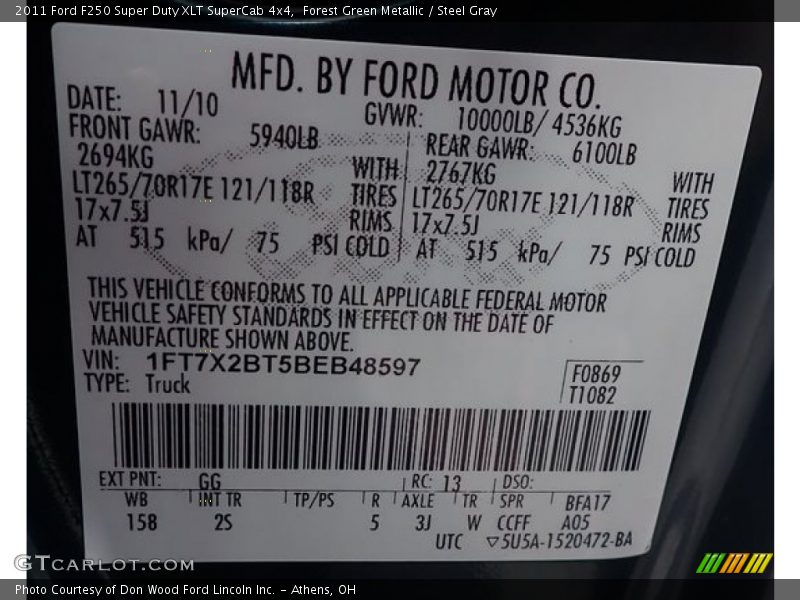 2011 Ford F250 Super Duty XLT SuperCab 4x4, Forest Green Metallic / Steel Gray
MFD. BY FORD MOTOR CO.
DATE: 11/10 GVWR: 10000LB/ 4536KG
FRONT GAWR: 5940LB REAR GAWR: 6100LB
2694KG WITH 2767KG WITH
LT265/70R17E 121/118R TIRES LT265/70R17E 121/118R TIRES
17x7.5J RIMS 17x7.5J RIMS
AT 515 kPa/ 75 PSI COLD AT 515 kPa/ 75 PSI COLD
THIS VEHICLE CONFORMS TO ALL APPLICABLE FEDERAL MOTOR
VEHICLE SAFETY STANDARDS IN EFFECT ON THE DATE OF
MANUFACTURE SHOWN ABOVE.
VIN: 1FT7X2BT5BEB48597
TYPE: Truck
F0869
T1082
EXT PNT: GG RC: 13 DSO:
WB INT TR TP/PS R AXLE TR SPR BFA17
158 2S 5 3J W CCFF A05
UTC ▽5U5A-1520472-BA
GTCARLOT.COM
Photo Courtesy of Don Wood Ford Lincoln Inc. - Athens, OH